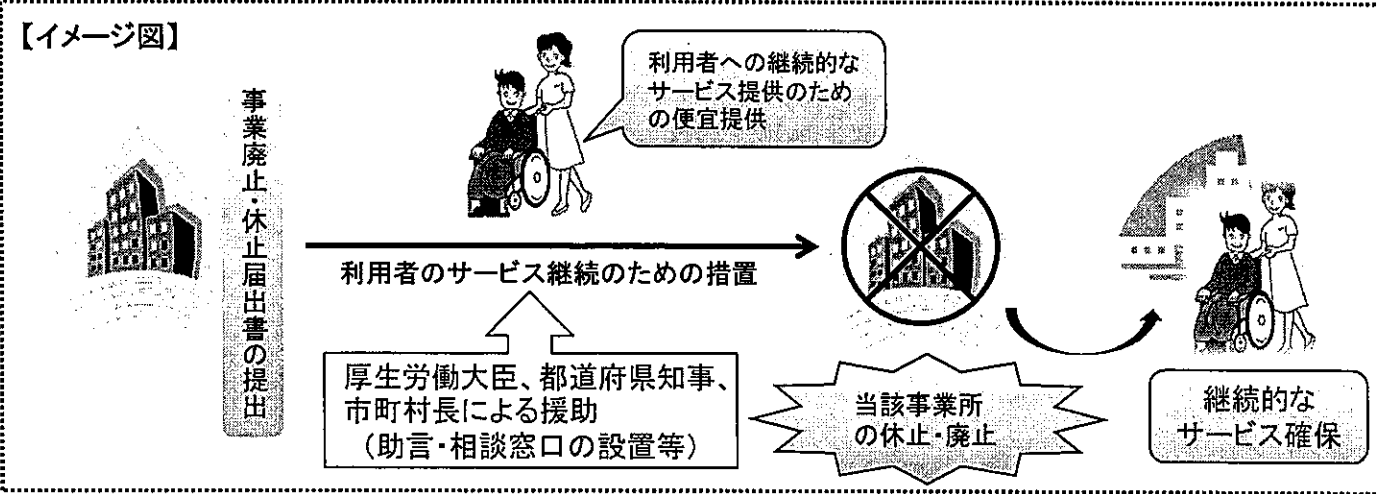 【イメージ図】
事業廃止・休止届出書の提出
利用者への継続的な
サービス提供のため
の便宜提供
利用者のサービス継続のための措置
厚生労働大臣、都道府県知事、
市町村長による援助
（助言・相談窓口の設置等）
当該事業所
の休止・廃止
継続的な
サービス確保